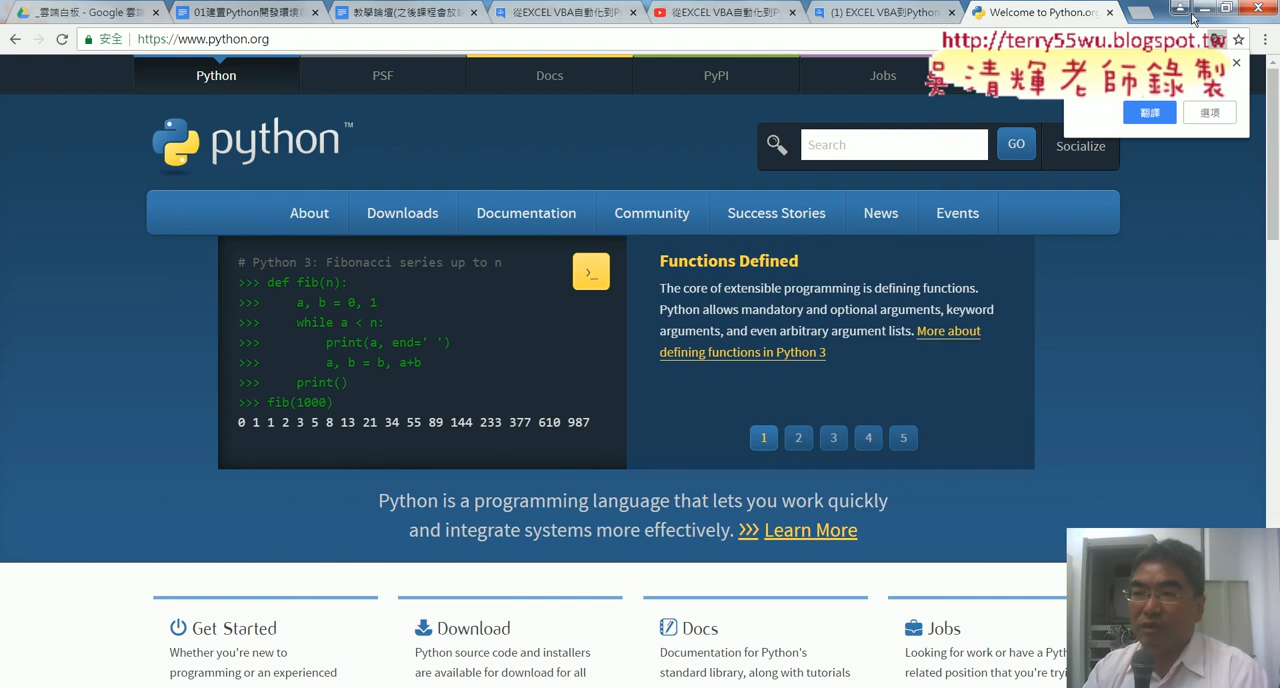 _雲端白板 - Google 雲端
01建置Python開發環境與
教學論壇(之後課程會放
從EXCEL VBA自動化到P
從EXCEL VBA自動化到P
(1) EXCEL VBA到Python
Welcome to Python.org
安全
https://www.python.org
http://terry55wu.blogspot.tw
吳清輝老師錄製
翻譯
選項
Python
PSF
Docs
PyPI
Jobs
python™
Search
GO
Socialize
About
Downloads
Documentation
Community
Success Stories
News
Events
# Python 3: Fibonacci series up to n
>>> def fib(n):
>>>     a, b = 0, 1
>>>     while a < n:
>>>         print(a, end=' ')
>>>         a, b = b, a+b
>>>     print()
>>> fib(1000)
0 1 1 2 3 5 8 13 21 34 55 89 144 233 377 610 987
>_
Functions Defined
The core of extensible programming is defining functions.
Python allows mandatory and optional arguments, keyword
arguments, and even arbitrary argument lists. More about
defining functions in Python 3
1 2 3 4 5
Python is a programming language that lets you work quickly
and integrate systems more effectively. >>> Learn More
Get Started
Whether you're new to
programming or an experienced
Download
Python source code and installers
are available for download for all
Docs
Documentation for Python's
standard library, along with tutorials
Jobs
Looking for work or have a Pyt
related position that you're tryi